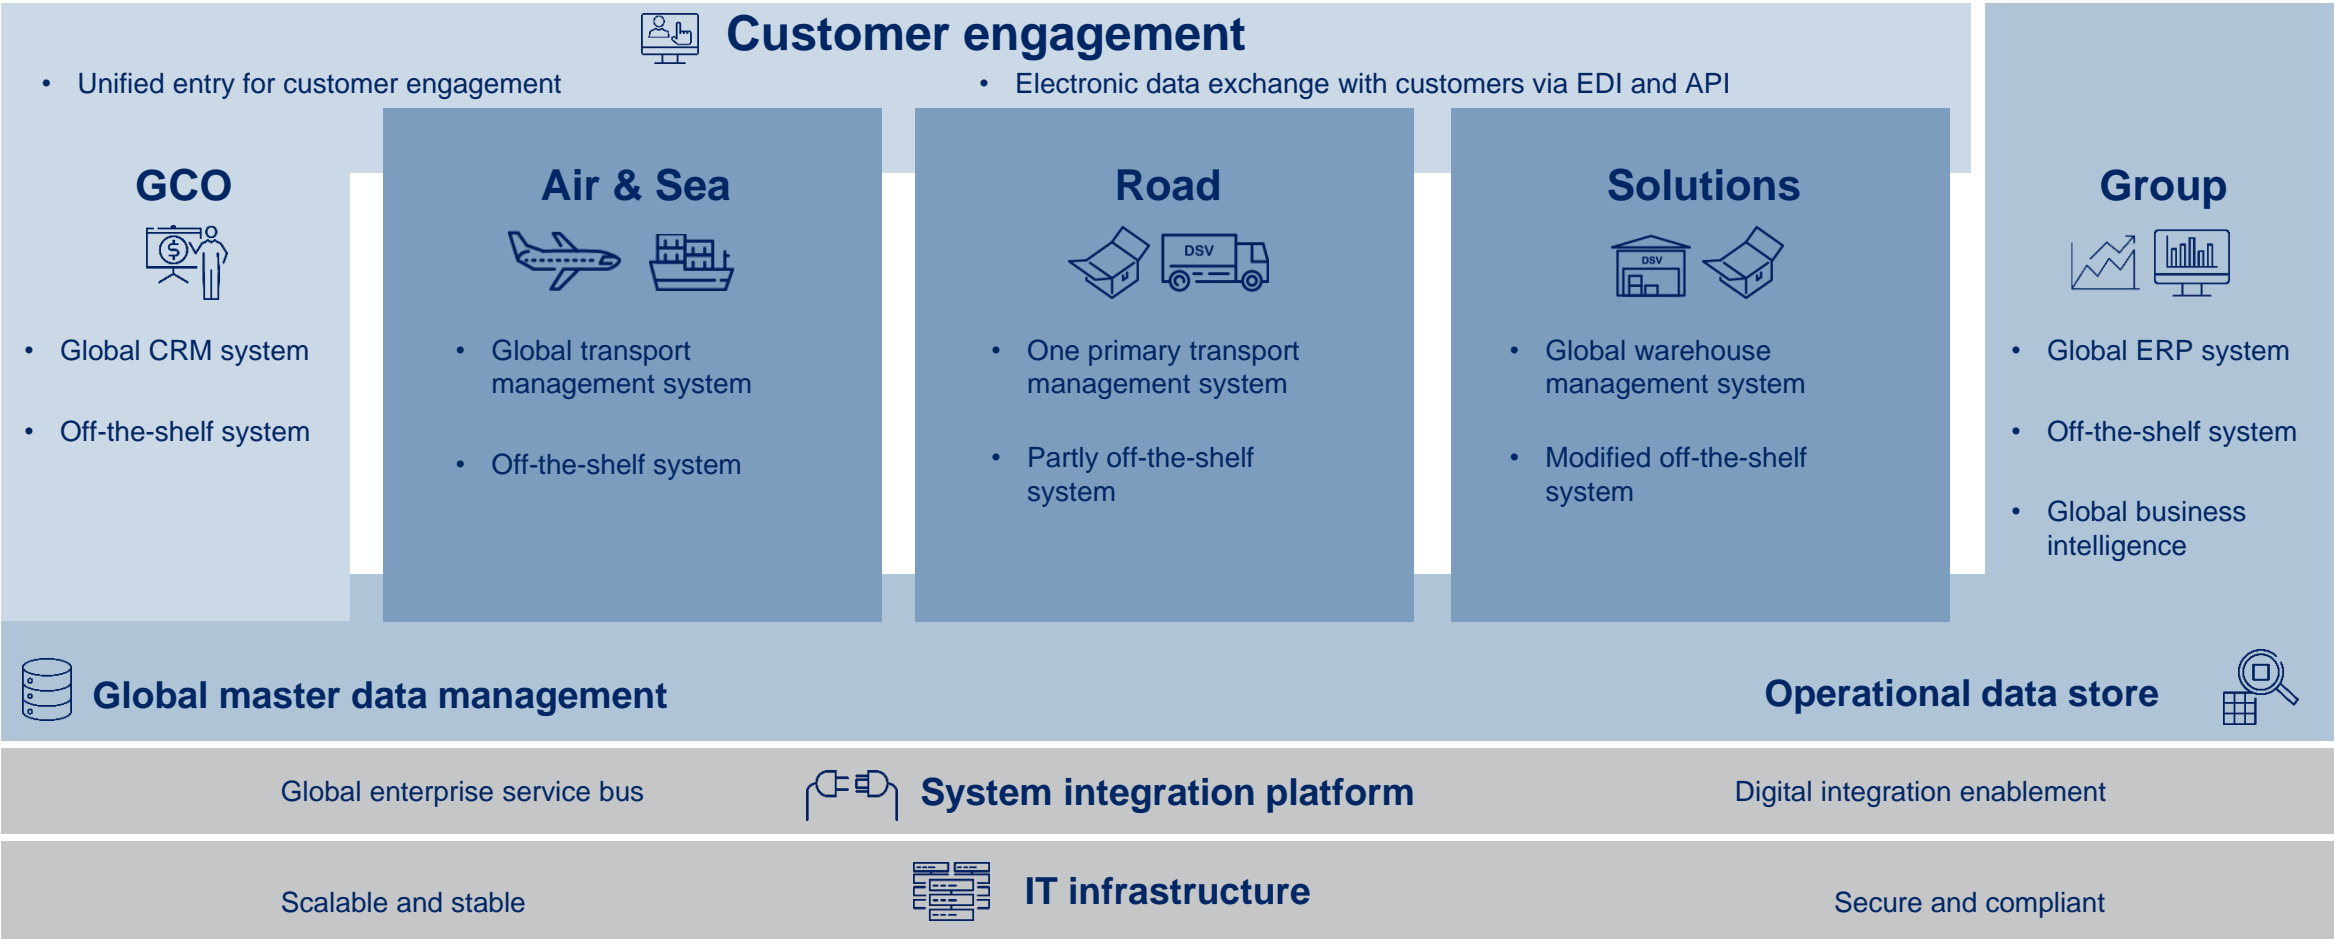 Customer engagement
• Unified entry for customer engagement
• Electronic data exchange with customers via EDI and API
GCO
• Global CRM system
• Off-the-shelf system
Air & Sea
• Global transport
management system
• Off-the-shelf system
Road
DSV
• One primary transport
management system
• Partly off-the-shelf
system
Solutions
DSV
• Global warehouse
management system
• Modified off-the-shelf
system
Group
• Global ERP system
• Off-the-shelf system
• Global business
intelligence
Global master data management
Operational data store
Global enterprise service bus
System integration platform
Digital integration enablement
Scalable and stable
IT infrastructure
Secure and compliant